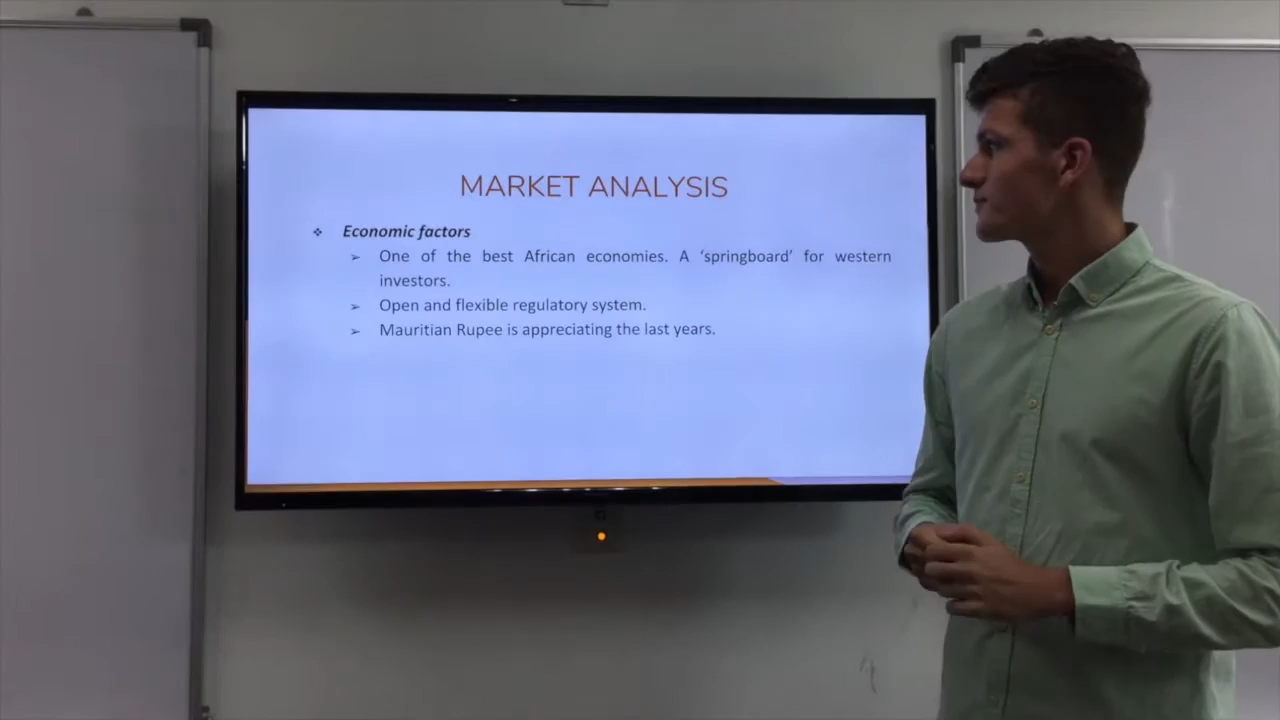 MARKET ANALYSIS
❖ Economic factors
➢ One of the best African economies. A ‘springboard’ for western
investors.
➢ Open and flexible regulatory system.
➢ Mauritian Rupee is appreciating the last years.